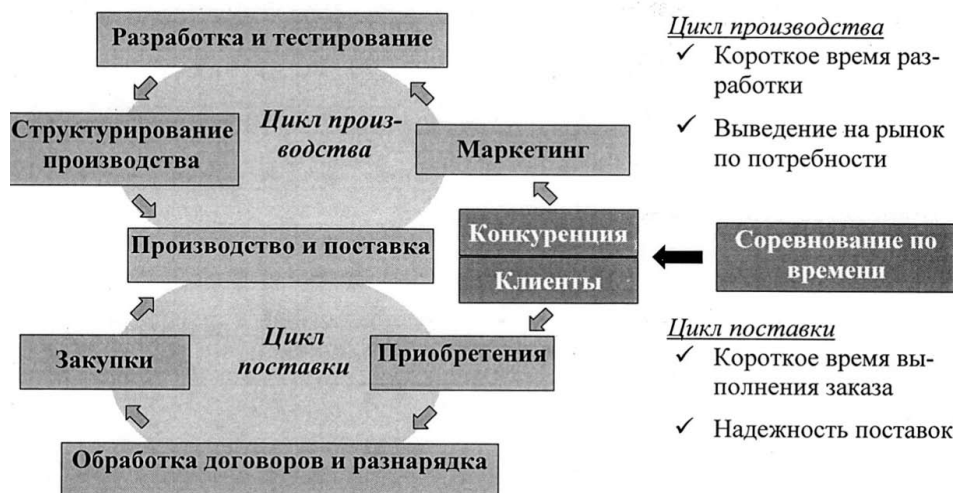 Разработка и тестирование
Цикл произ-
водства
Структурирование
производства
Маркетинг
Производство и поставка
Конкуренция
Клиенты
Соревнование по
времени
Закупки
Цикл
поставки
Приобретения
Обработка договоров и разнарядка
Цикл производства
✓ Короткое время раз-
работки
✓ Выведение на рынок
по потребности
Цикл поставки
✓ Короткое время вы-
полнения заказа
✓ Надежность поставок